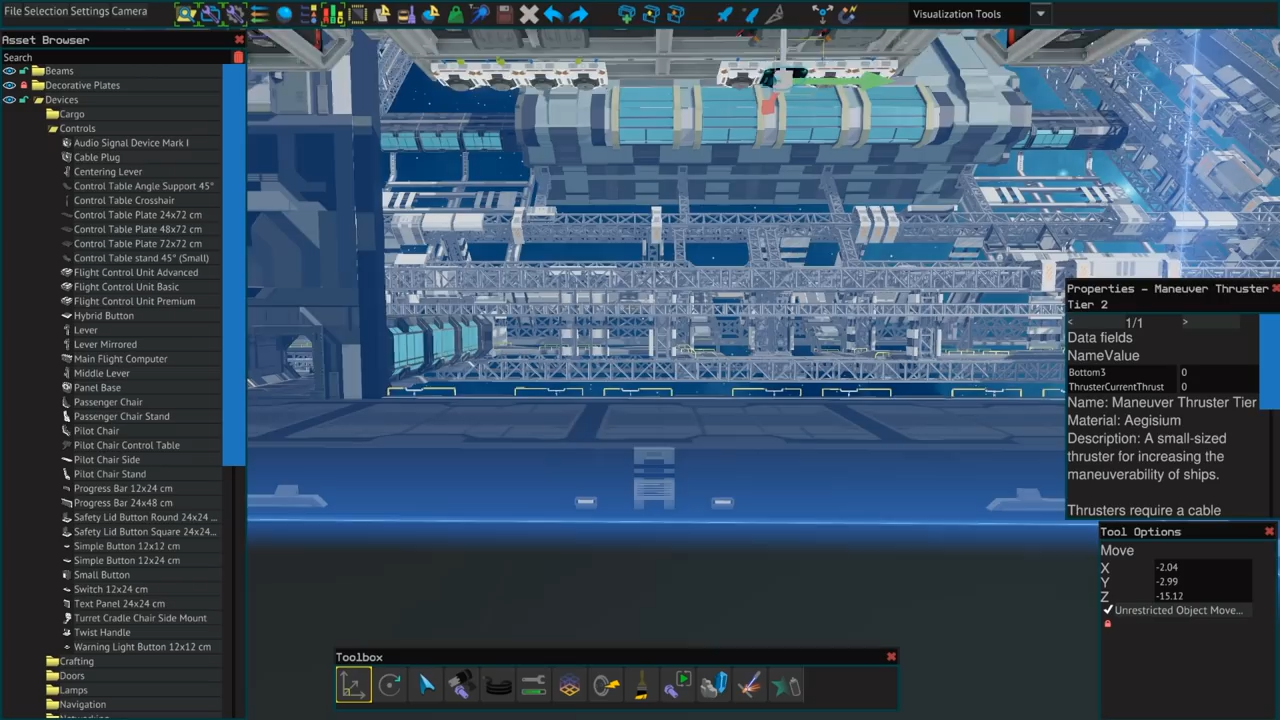 File Selection Settings Camera
Visualization Tools
Asset Browser
Search
Beams
Decorative Plates
Devices
Cargo
Controls
Audio Signal Device Mark I
Cable Plug
Centering Lever
Control Table Angle Support 45°
Control Table Crosshair
Control Table Plate 24x72 cm
Control Table Plate 48x72 cm
Control Table Plate 72x72 cm
Control Table stand 45° (Small)
Flight Control Unit Advanced
Flight Control Unit Basic
Flight Control Unit Premium
Hybrid Button
Lever
Lever Mirrored
Main Flight Computer
Middle Lever
Panel Base
Passenger Chair
Passenger Chair Stand
Pilot Chair
Pilot Chair Control Table
Pilot Chair Side
Pilot Chair Stand
Progress Bar 12x24 cm
Progress Bar 24x48 cm
Safety Lid Button Round 24x24 ...
Safety Lid Button Square 24x24...
Simple Button 12x12 cm
Simple Button 12x24 cm
Small Button
Switch 12x24 cm
Text Panel 24x24 cm
Turret Cradle Chair Side Mount
Twist Handle
Warning Light Button 12x12 cm
Crafting
Doors
Lamps
Navigation
Properties - Maneuver Thruster
Tier 2
< 1/1 >
Data fields
NameValue
Bottom3 0
ThrusterCurrentThrust 0
Name: Maneuver Thruster Tier
Material: Aegisium
Description: A small-sized
thruster for increasing the
maneuverability of ships.
Thrusters require a cable
Tool Options
Move
X -2.04
Y -2.99
Z -15.12
Unrestricted Object Move...
Toolbox